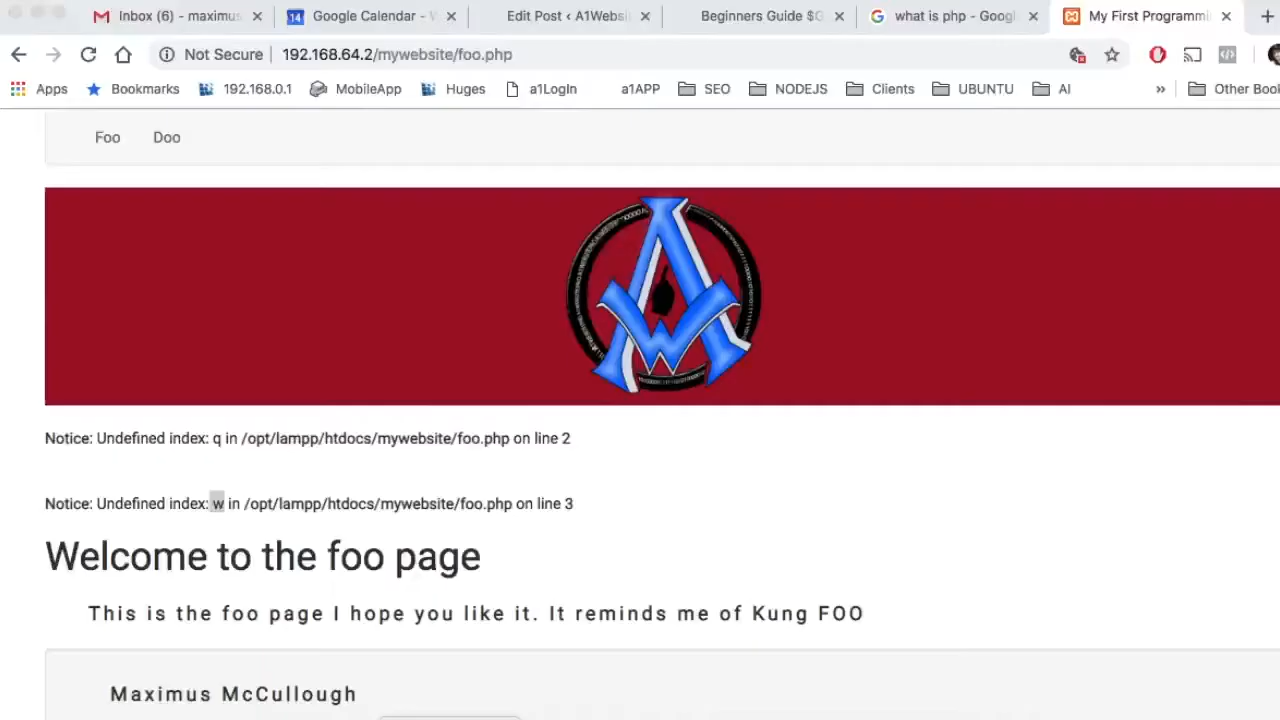 Inbox (6) - maximus
Google Calendar - W
Edit Post ‹ A1Websi
Beginners Guide $G
what is php - Googl
My First Programmi
Not Secure
192.168.64.2/mywebsite/foo.php
Apps
Bookmarks
192.168.0.1
MobileApp
Huges
a1LogIn
a1APP
SEO
NODEJS
Clients
UBUNTU
AI
»
Other Book
Foo
Doo
Notice: Undefined index: q in /opt/lampp/htdocs/mywebsite/foo.php on line 2
Notice: Undefined index: w in /opt/lampp/htdocs/mywebsite/foo.php on line 3
Welcome to the foo page
This is the foo page I hope you like it. It reminds me of Kung FOO
Maximus McCullough